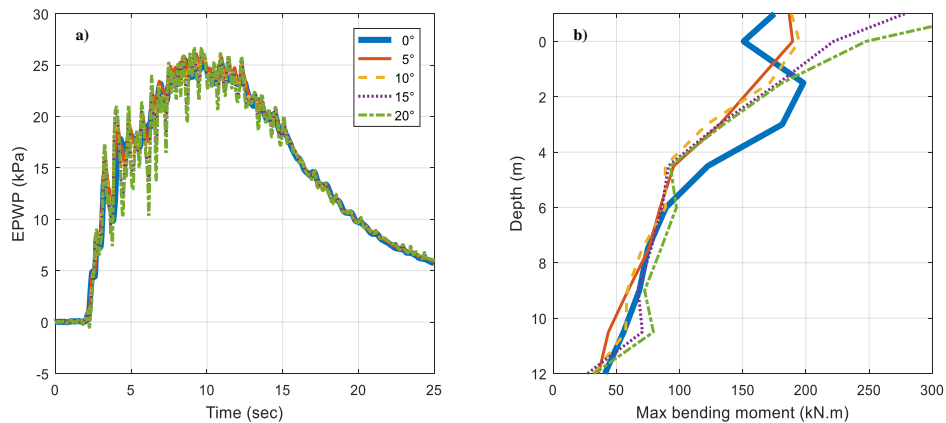 a)
30
25
20
15
10
5
0
-5
EPWP (kPa)
0 5 10 15 20 25
Time (sec)
0°
5°
10°
15°
20°
b)
0
2
4
6
8
10
12
Depth (m)
0 50 100 150 200 250 300
Max bending moment (kN.m)